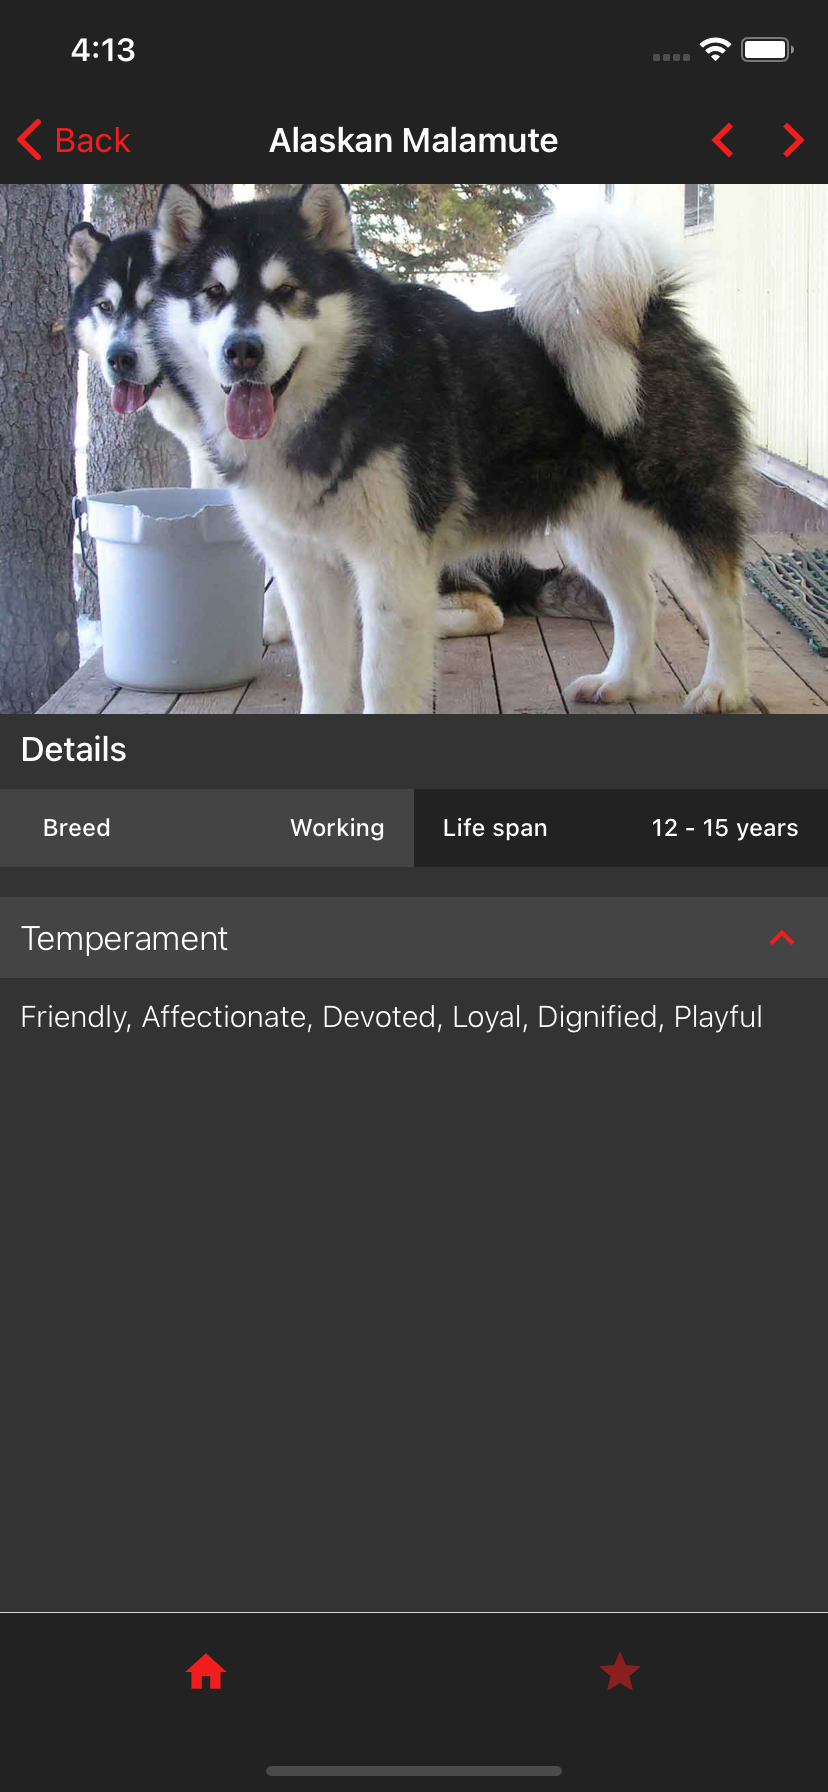 4:13
Back Alaskan Malamute
Details
Breed Working Life span 12 - 15 years
Temperament
Friendly, Affectionate, Devoted, Loyal, Dignified, Playful